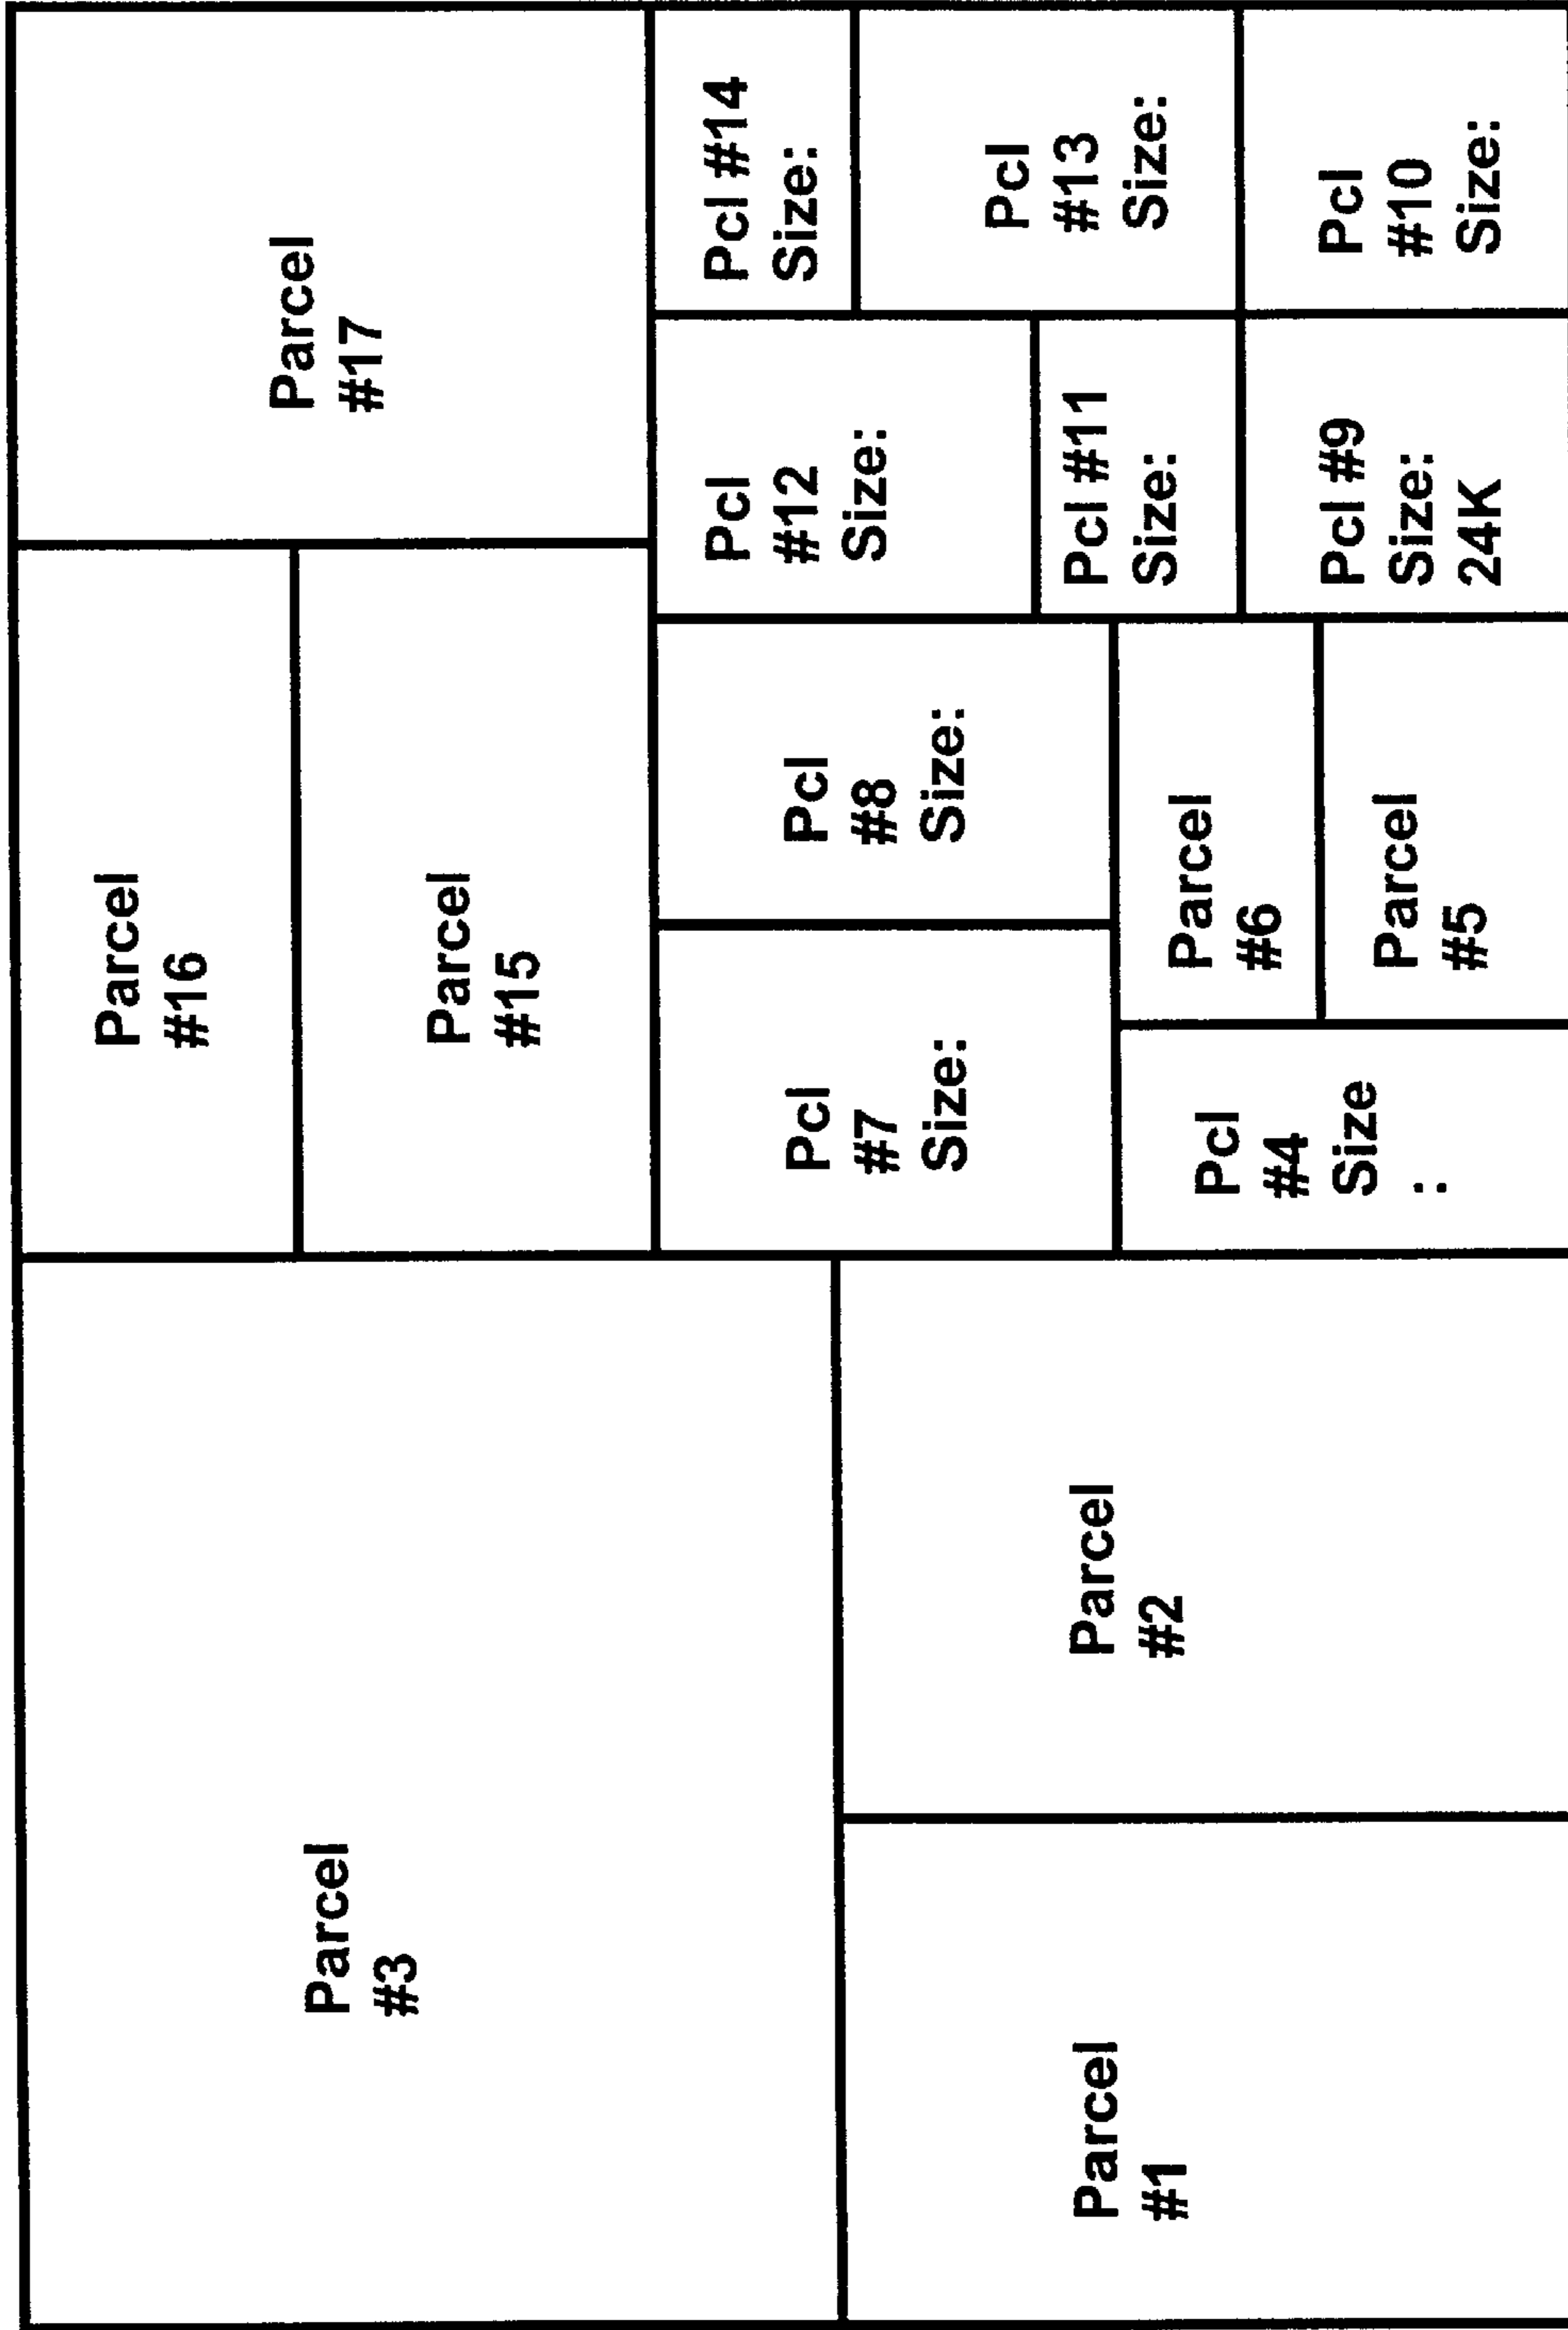 Parcel
#3
Parcel
#16
Parcel
#17
Parcel
#15
Pcl
#7
Size:
Pcl
#8
Size:
Pcl
#12
Size:
Pcl #14
Size:
Pcl
#13
Size:
Pcl #11
Size:
Parcel
#1
Parcel
#2
Pcl
#4
Size
:
Parcel
#6
Parcel
#5
Pcl #9
Size:
24K
Pcl
#10
Size: